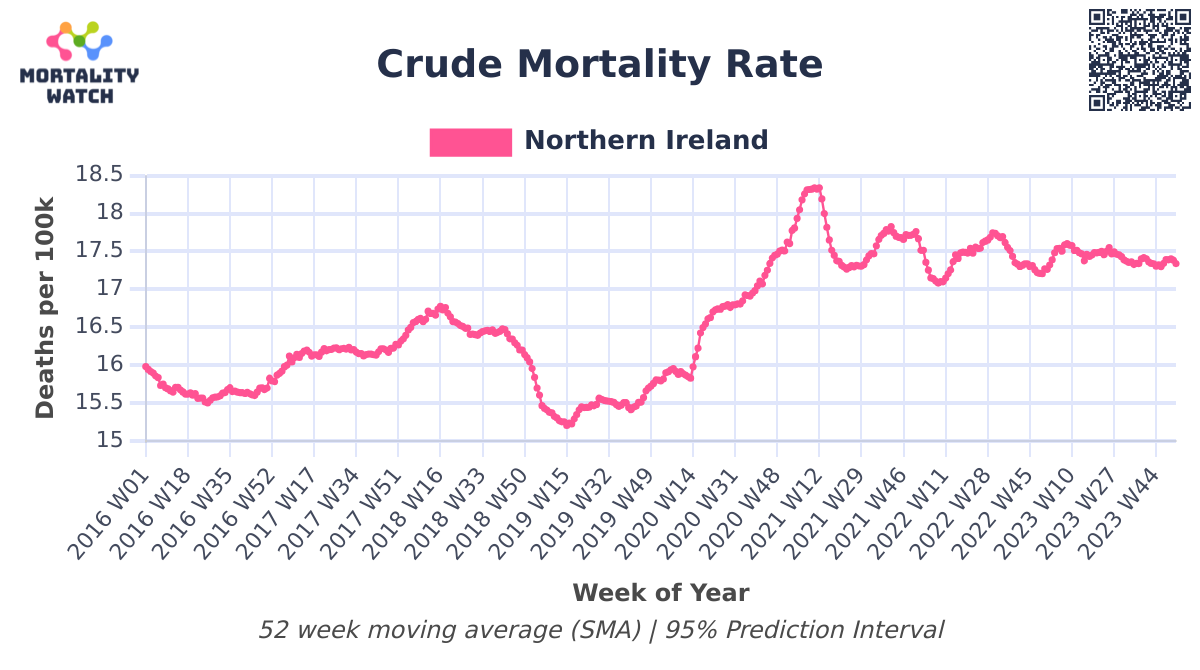 MORTALITY
WATCH
Crude Mortality Rate
Northern Ireland
Deaths per 100k
18.5
18
17.5
17
16.5
16
15.5
15
2016 W01
2016 W18
2016 W35
2016 W52
2017 W17
2017 W34
2017 W51
2018 W16
2018 W33
2018 W50
2019 W15
2019 W32
2019 W49
2020 W14
2020 W31
2020 W48
2021 W12
2021 W29
2021 W46
2022 W11
2022 W28
2022 W45
2023 W10
2023 W27
2023 W44
Week of Year
52 week moving average (SMA) | 95% Prediction Interval